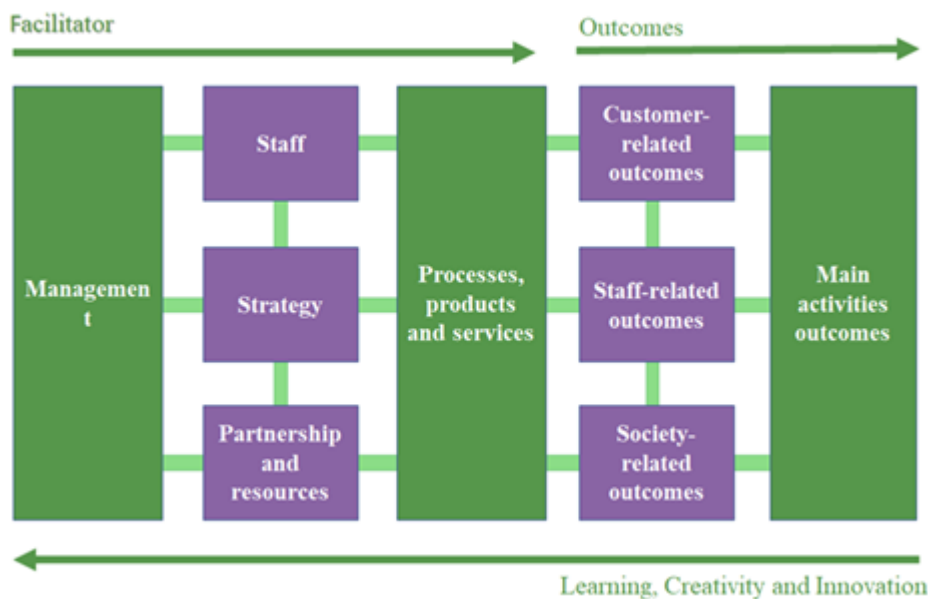 Facilitator
Outcomes
Managemen
t
Staff
Strategy
Partnership
and
resources
Processes,
products
and services
Customer-
related
outcomes
Staff-related
outcomes
Society-
related
outcomes
Main
activities
outcomes
Learning, Creativity and Innovation